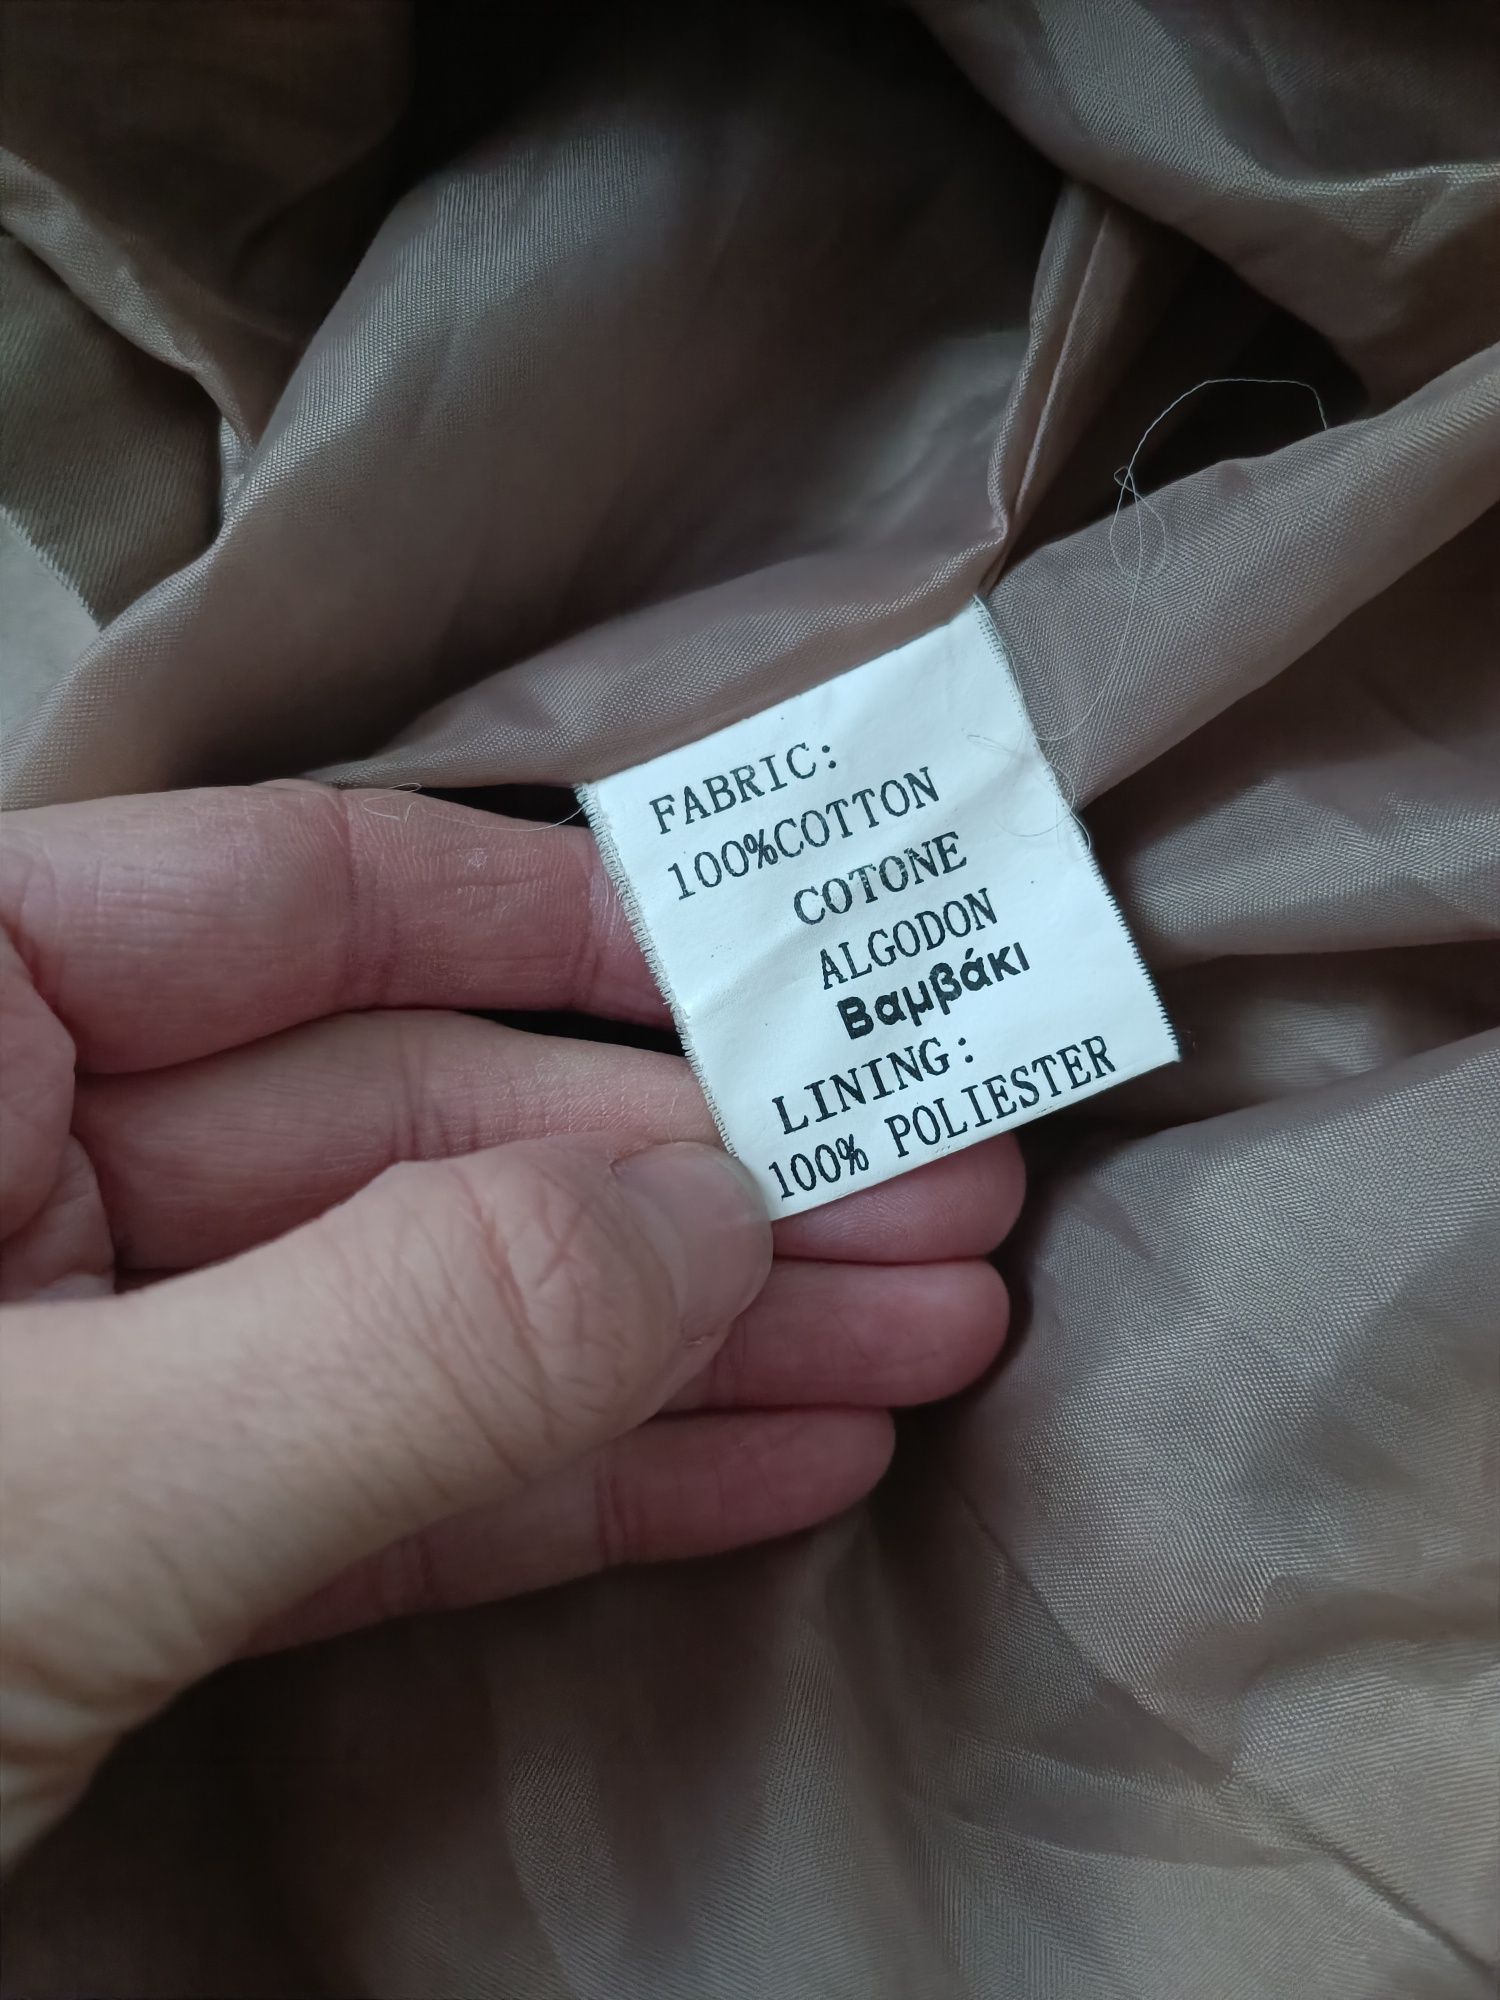 FABRIC:
100%COTTON
COTONE
ALGODON
Βαμβάκι
LINING:
100% POLIESTER